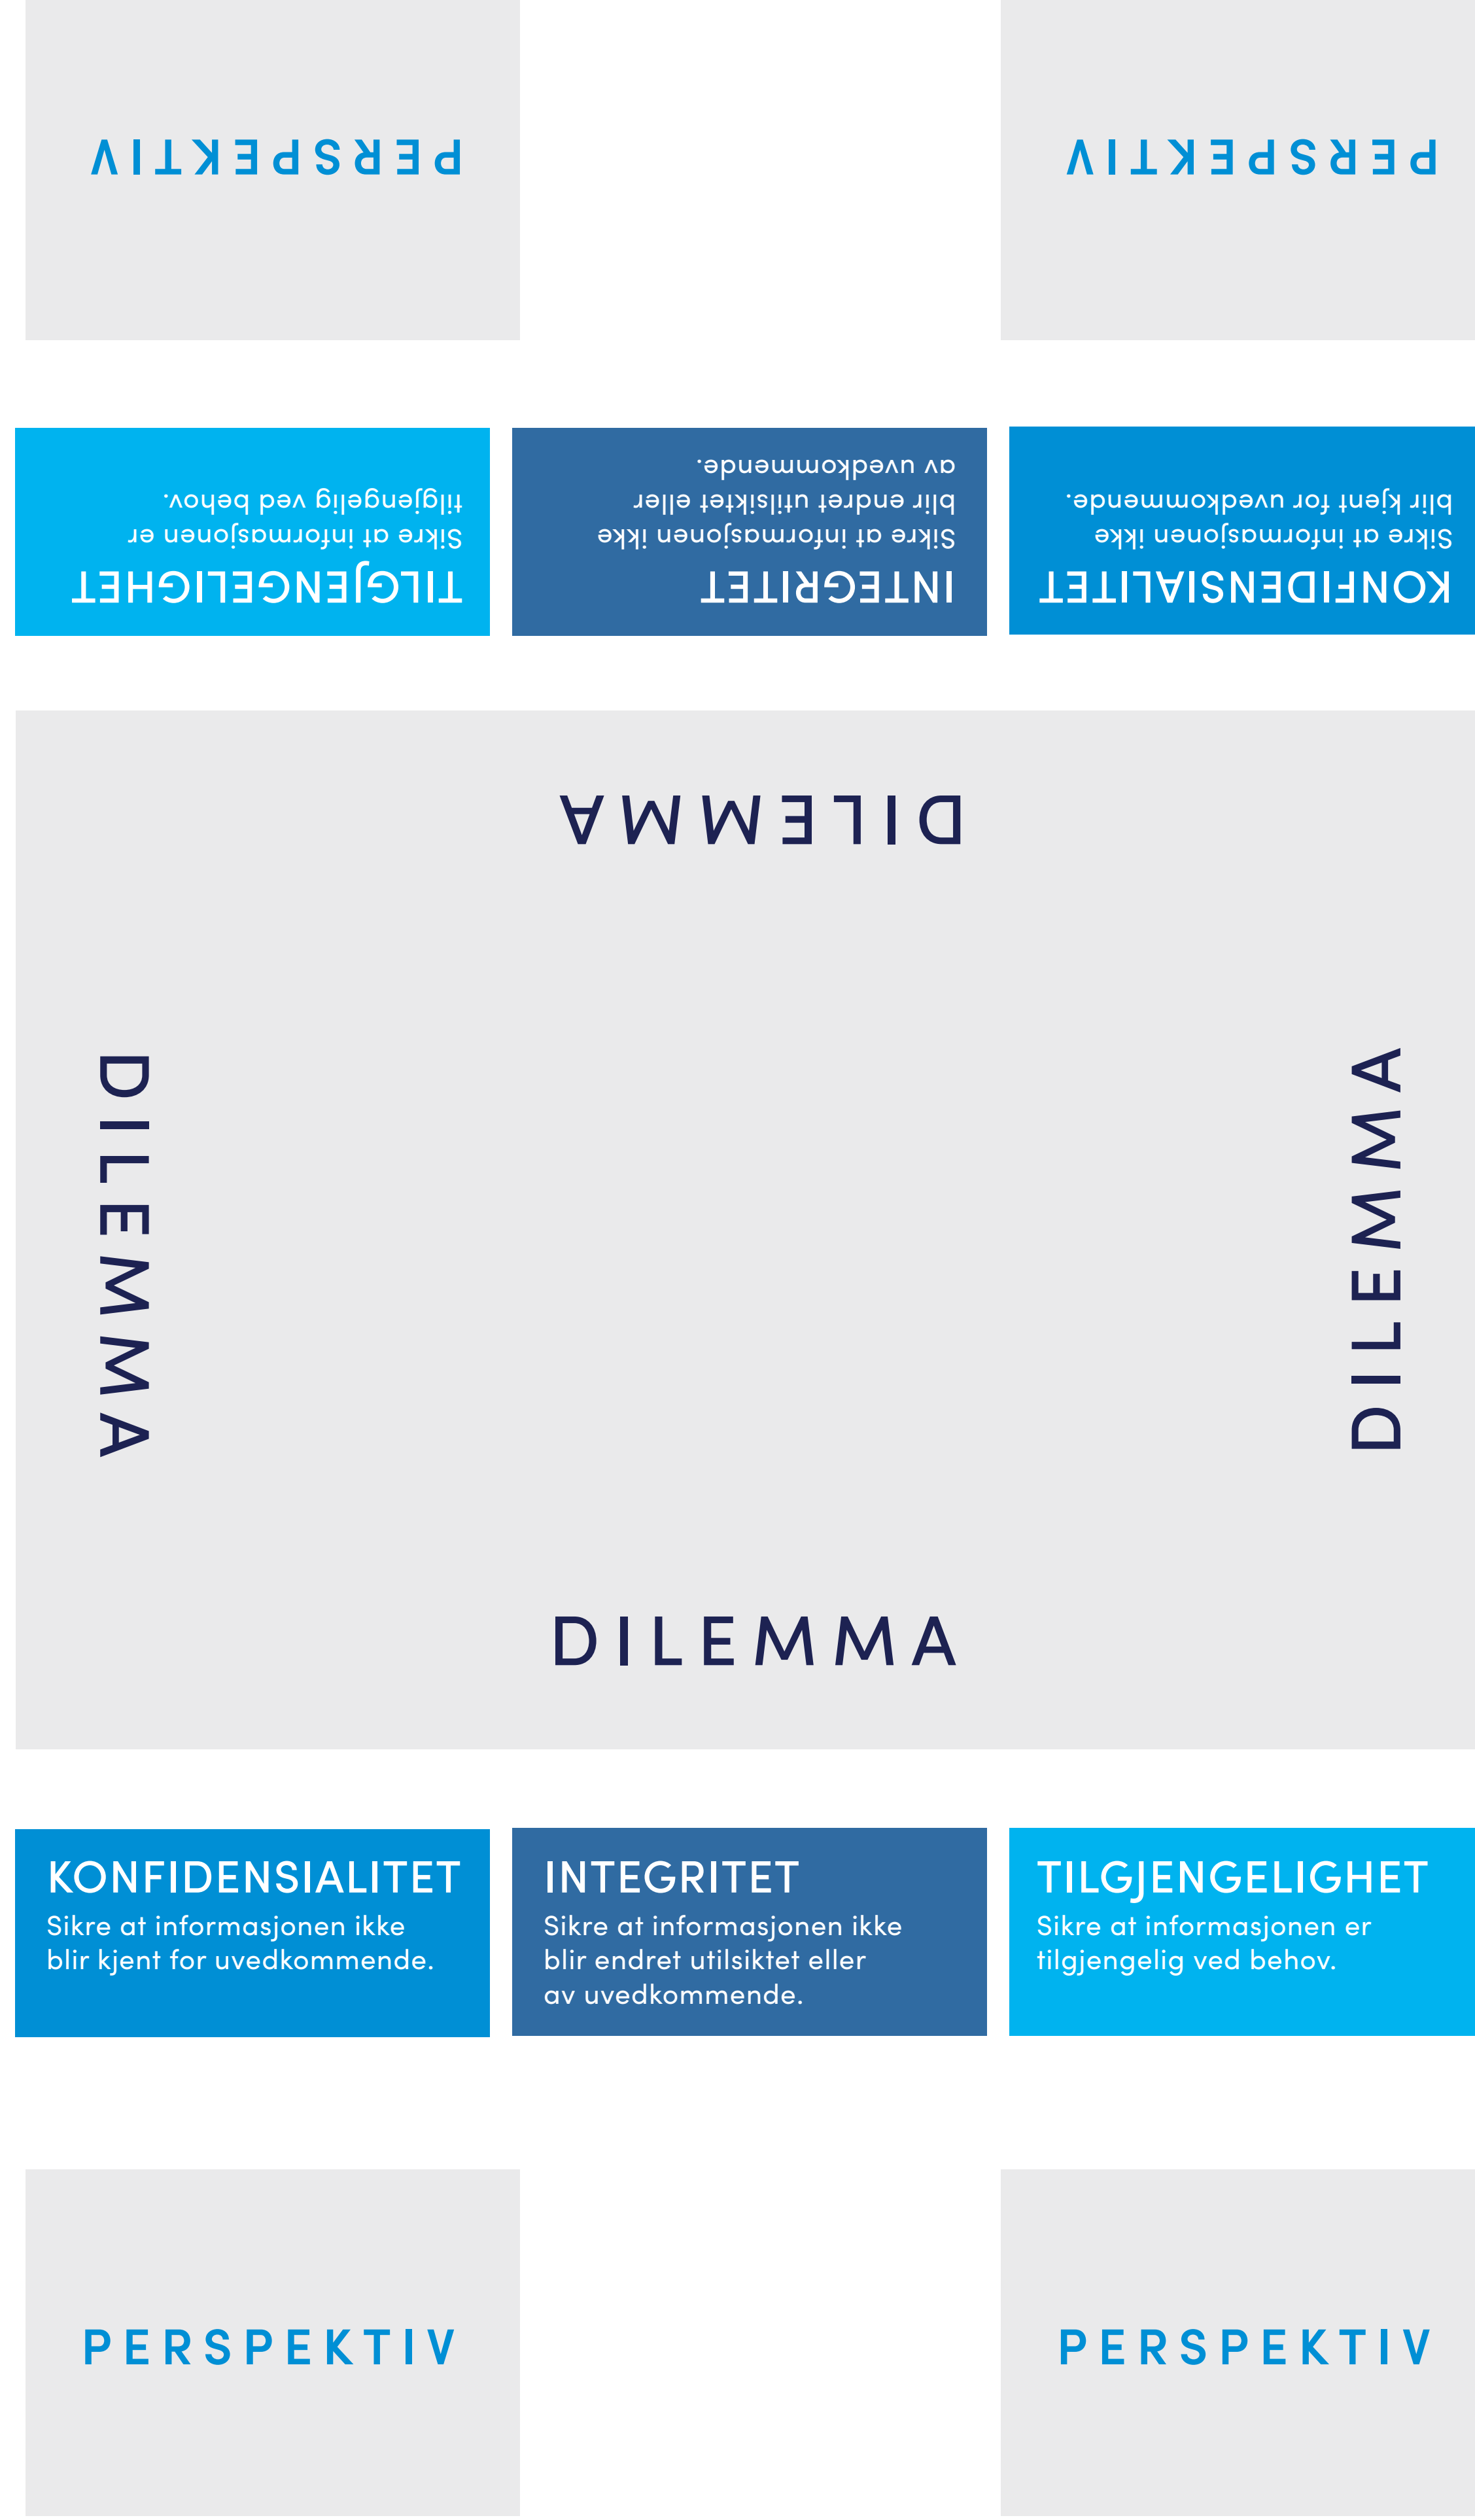 PERSPEKTIV
PERSPEKTIV
TILGJENGELIGHET
Sikre at informasjonen er
tilgjengelig ved behov.
INTEGRITET
Sikre at informasjonen ikke
blir endret utilsiktet eller
av uvedkommende.
KONFIDENSIALITET
Sikre at informasjonen ikke
blir kjent for uvedkommende.
DILEMMA
DILEMMA
DILEMMA
DILEMMA
KONFIDENSIALITET
Sikre at informasjonen ikke
blir kjent for uvedkommende.
INTEGRITET
Sikre at informasjonen ikke
blir endret utilsiktet eller
av uvedkommende.
TILGJENGELIGHET
Sikre at informasjonen er
tilgjengelig ved behov.
PERSPEKTIV
PERSPEKTIV